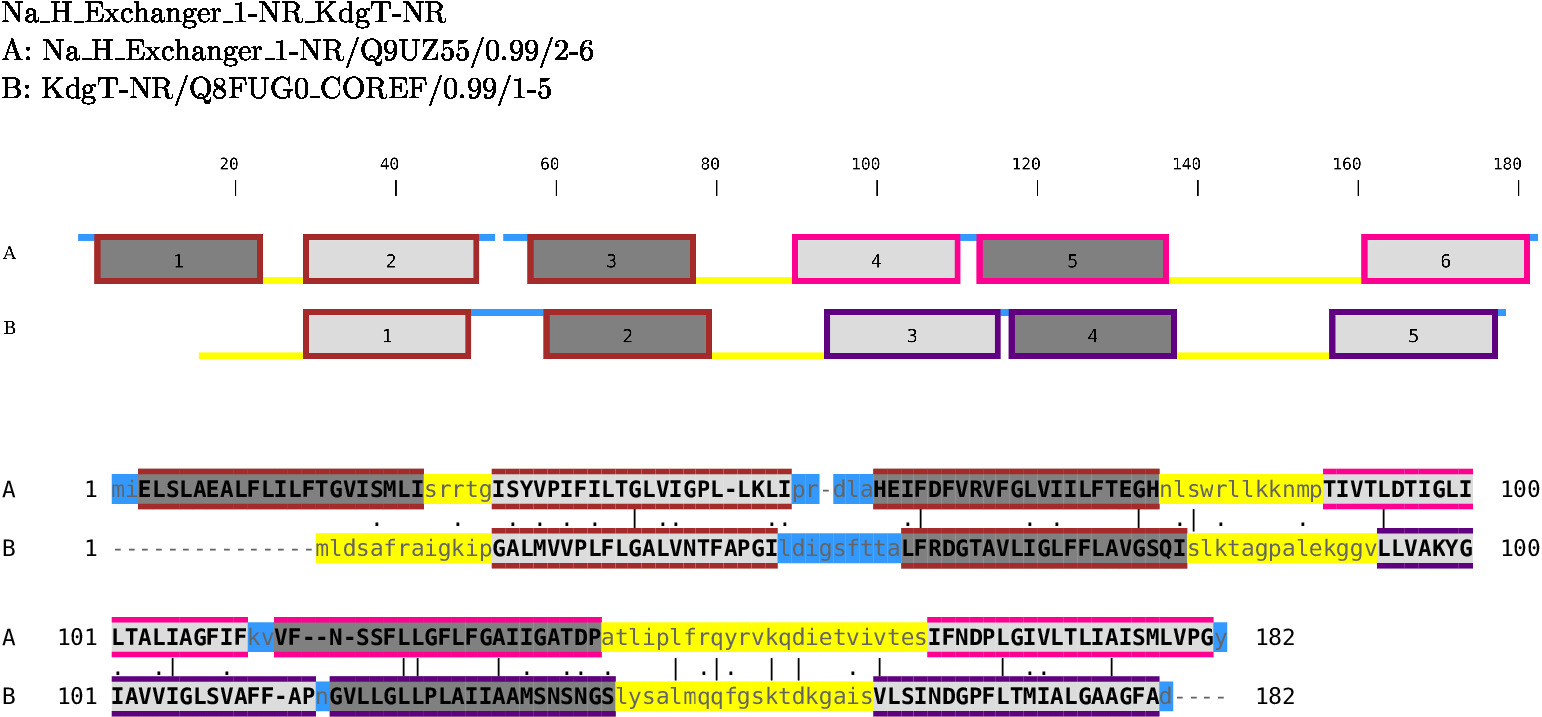 Na_H_Exchanger_1-NR_KdgT-NR
A: Na_H_Exchanger_1-NR/Q9UZ55/0.99/2-6
B: KdgT-NR/Q8FUG0_COREF/0.99/1-5
20 40 60 80 100 120 140 160 180
A 1 2 3 4 5 6
B 1 2 3 4 5
A 1 miELSLAEALFLILFTGVISMLIsrrtgISYVPIFILTGLVIGPL-LKLIpr-dlaHEIFDFVRVFGLVIILFTEGHnlswrllkknmpTIVTLDTIGLI 100
B 1 ---------------mldsafraigkipGALMVVPLFLGALVNTFAPGIldigsfttaLFRDGTAVLIGLFFLAVGSQIslktagpalekggvLLVAKYG 100
A 101 LTALIAGFIFkvVF--N-SSFLLGFLFGAIIGATDPatliplfrqyrvkqdietvivtesIFNDPLGIVLTLIAISMLVPGy 182
B 101 IAVVIGLSVAFF-APnGVLLGLLPLAIIAAMSNSNGSlysalmqqfgsktdkgaisVLSINDGPFLTMIALGAAGFAd---- 182